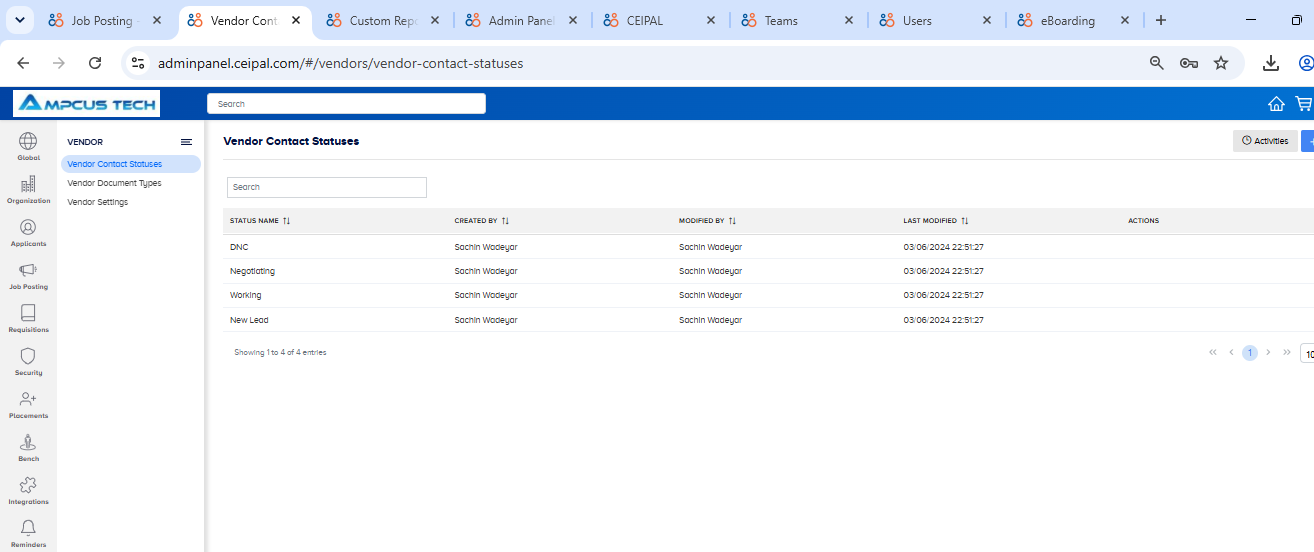 Job Posting -
Vendor Cont
Custom Repo
Admin Panel
CEIPAL
Teams
Users
eBoarding
adminpanel.ceipal.com/#/vendors/vendor-contact-statuses
AMPCUS TECH
Search
Global
Organization
Applicants
Job Posting
Requisitions
Security
Placements
Bench
Integrations
Reminders
VENDOR
Vendor Contact Statuses
Vendor Document Types
Vendor Settings
Vendor Contact Statuses
Activities
Search
STATUS NAME CREATED BY MODIFIED BY LAST MODIFIED ACTIONS
DNC Sachin Wadeyar Sachin Wadeyar 03/06/2024 22:51:27
Negotiating Sachin Wadeyar Sachin Wadeyar 03/06/2024 22:51:27
Working Sachin Wadeyar Sachin Wadeyar 03/06/2024 22:51:27
New Lead Sachin Wadeyar Sachin Wadeyar 03/06/2024 22:51:27
Showing 1 to 4 of 4 entries
« ‹ 1 › » 10